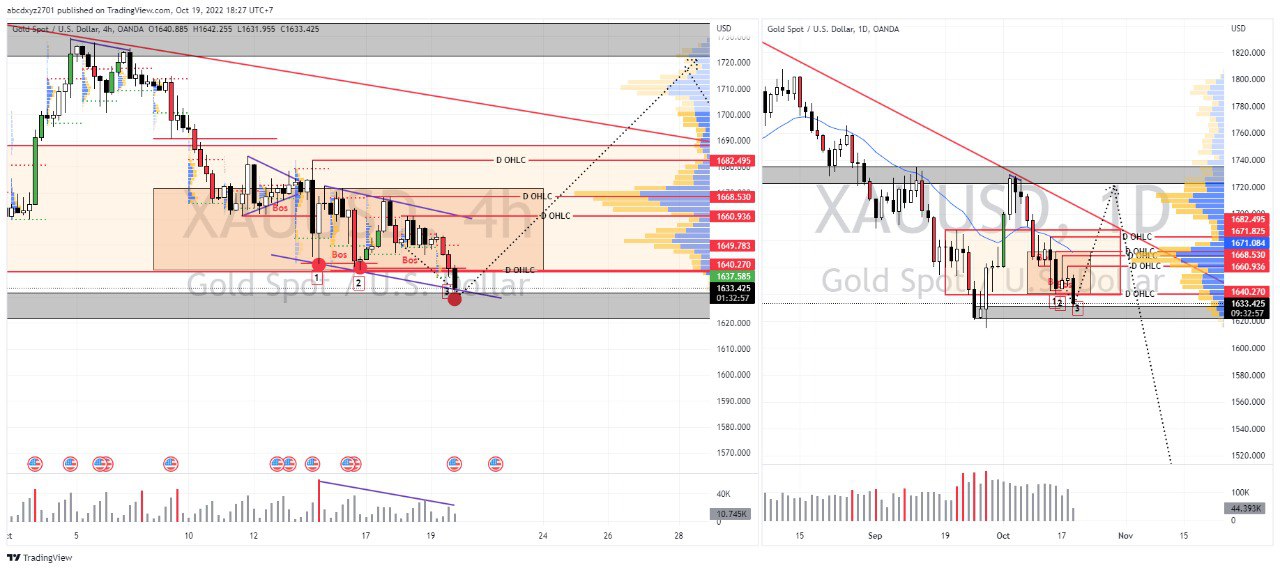 abcdxyz2701 published on TradingView.com, Oct 19, 2022 18:27 UTC+7
Gold Spot / U.S. Dollar, 4h, OANDA O1640.885 H1642.255 L1631.955 C1633.425
USD
1730.000
1720.000
1710.000
1700.000
1690.000
1682.495
1668.530
1660.936
1649.783
1640.270
1637.585
1633.425
01:32:57
1620.000
1610.000
1600.000
1590.000
1580.000
1570.000
40K
10.745K
XAUUSD, 4h
Gold Spot / U.S. Dollar
D OHLC
D OHLC
D OHLC
D OHLC
Bos
Bos
Bos
1
2
3
5
12
17
19
24
26
28
Gold Spot / U.S. Dollar, 1D, OANDA
USD
1820.000
1800.000
1780.000
1760.000
1740.000
1720.000
1700.000
1682.495
1671.825
1671.084
1668.530
1660.936
1640.270
1633.425
09:32:57
1620.000
1600.000
1580.000
1560.000
1540.000
1520.000
100K
44.393K
0
XAUUSD, 1D
Gold Spot / U.S. Dollar
D OHLC
D OHLC
D OHLC
D OHLC
1
2
3
15
Sep
19
Oct
17
Nov
15
TradingView